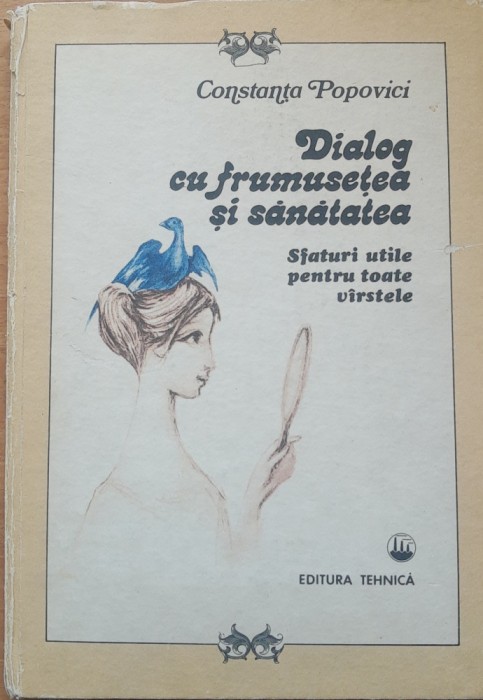 Constanța Popovici
Dialog
cu frumusețea
și sănătatea
Sfaturi utile
pentru toate
vîrstele
EDITURA TEHNICĂ